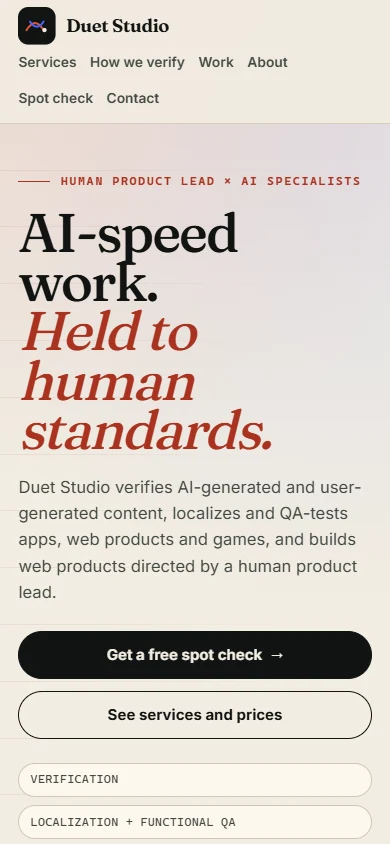 Duet Studio
Services How we verify Work About
Spot check Contact
HUMAN PRODUCT LEAD × AI SPECIALISTS
AI-speed
work.
Held to
human
standards.
Duet Studio verifies AI-generated and user-
generated content, localizes and QA-tests
apps, web products and games, and builds
web products directed by a human product
lead.
Get a free spot check →
See services and prices
VERIFICATION
LOCALIZATION + FUNCTIONAL QA